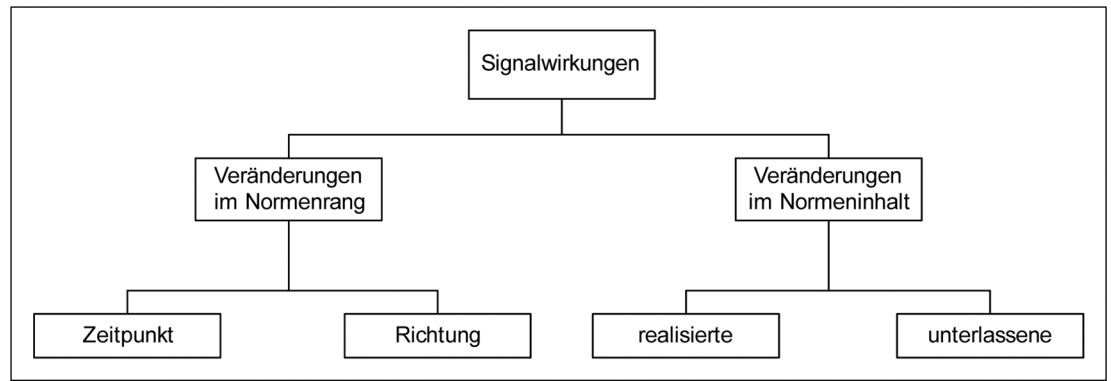 Signalwirkungen
Veränderungen
im Normenrang
Veränderungen
im Normeninhalt
Zeitpunkt
Richtung
realisierte
unterlassene